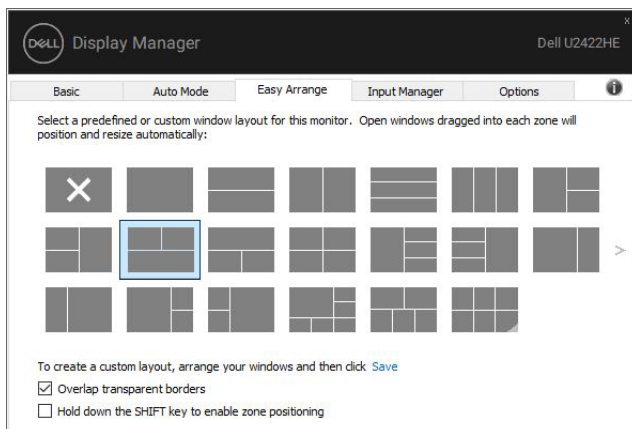 DELL Display Manager
Dell U2422HE
Basic Auto Mode Easy Arrange Input Manager Options
Select a predefined or custom window layout for this monitor. Open windows dragged into each zone will
position and resize automatically:
To create a custom layout, arrange your windows and then click Save
Overlap transparent borders
Hold down the SHIFT key to enable zone positioning